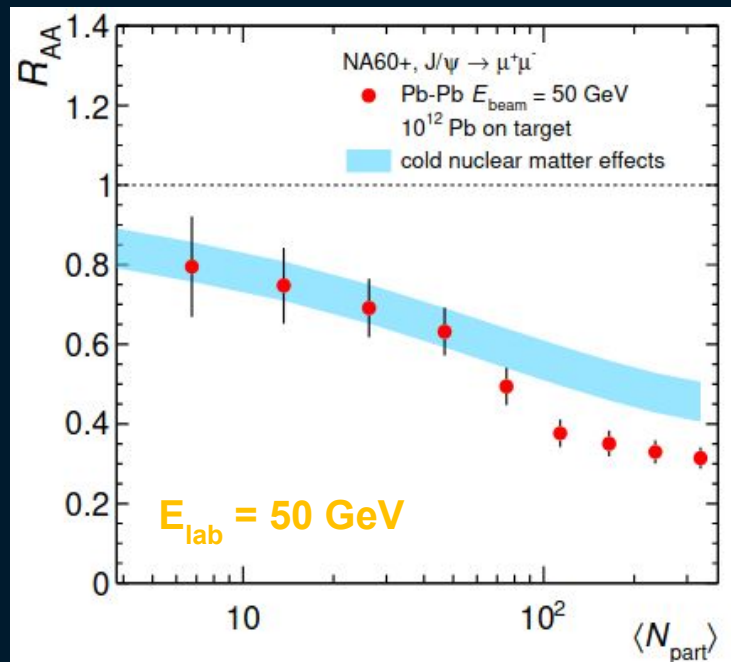 R_AA
1.4
1.2
1
0.8
0.6
0.4
0.2
0
NA60+, J/ψ → μ⁺μ⁻
Pb-Pb E_beam = 50 GeV
10¹² Pb on target
cold nuclear matter effects
E_lab = 50 GeV
10
10²
⟨N_part⟩